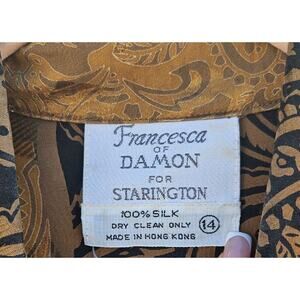 Francesca
OF
DAMON
FOR
STARINGTON
100% SILK
DRY CLEAN ONLY 14
MADE IN HONG KONG